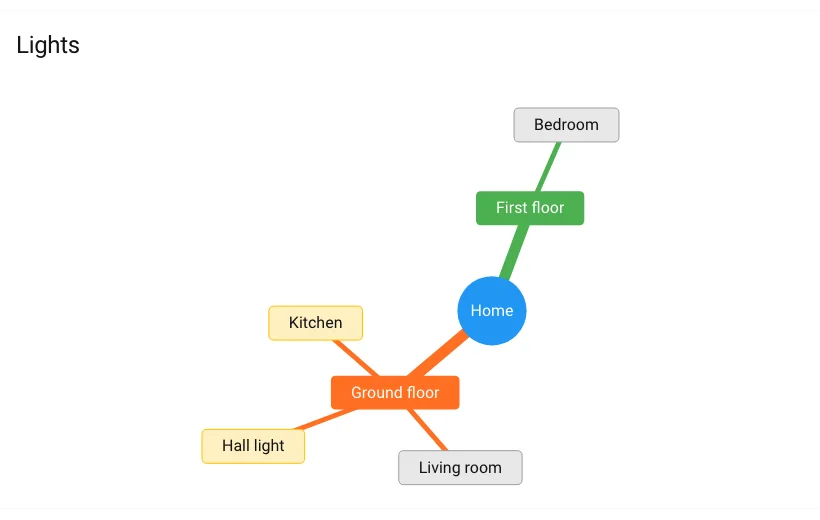 Lights
Bedroom
First floor
Home
Kitchen
Ground floor
Hall light
Living room